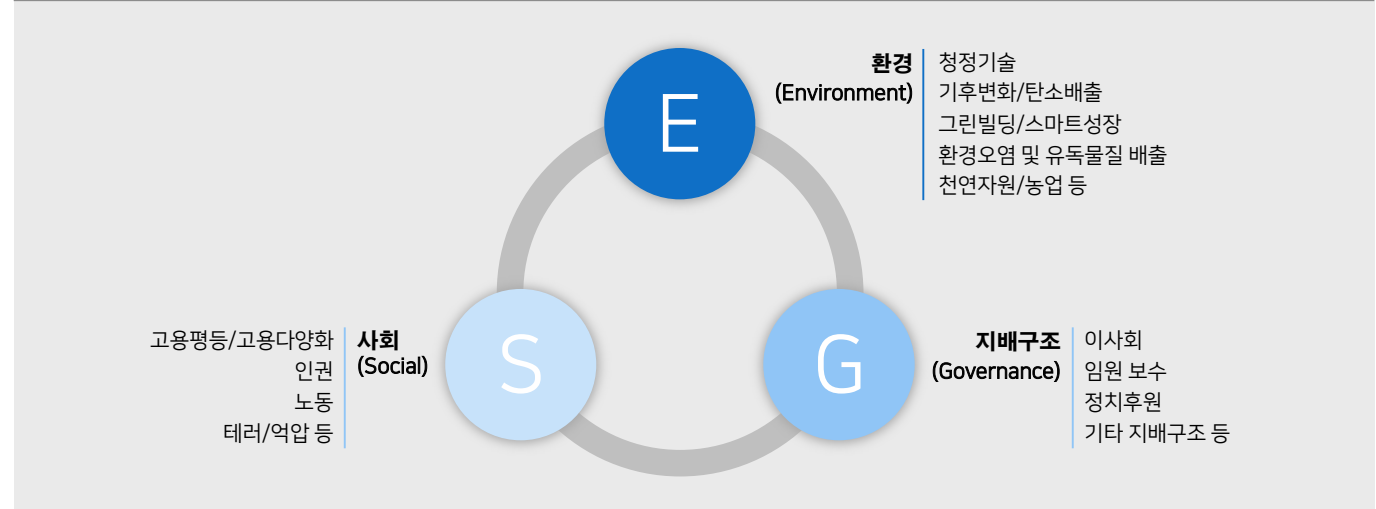 E
환경
(Environment)
청정기술
기후변화/탄소배출
그린빌딩/스마트성장
환경오염 및 유독물질 배출
천연자원/농업 등
고용평등/고용다양화
인권
노동
테러/억압 등
사회
(Social)
S
G
지배구조
(Governance)
이사회
임원 보수
정치후원
기타 지배구조 등